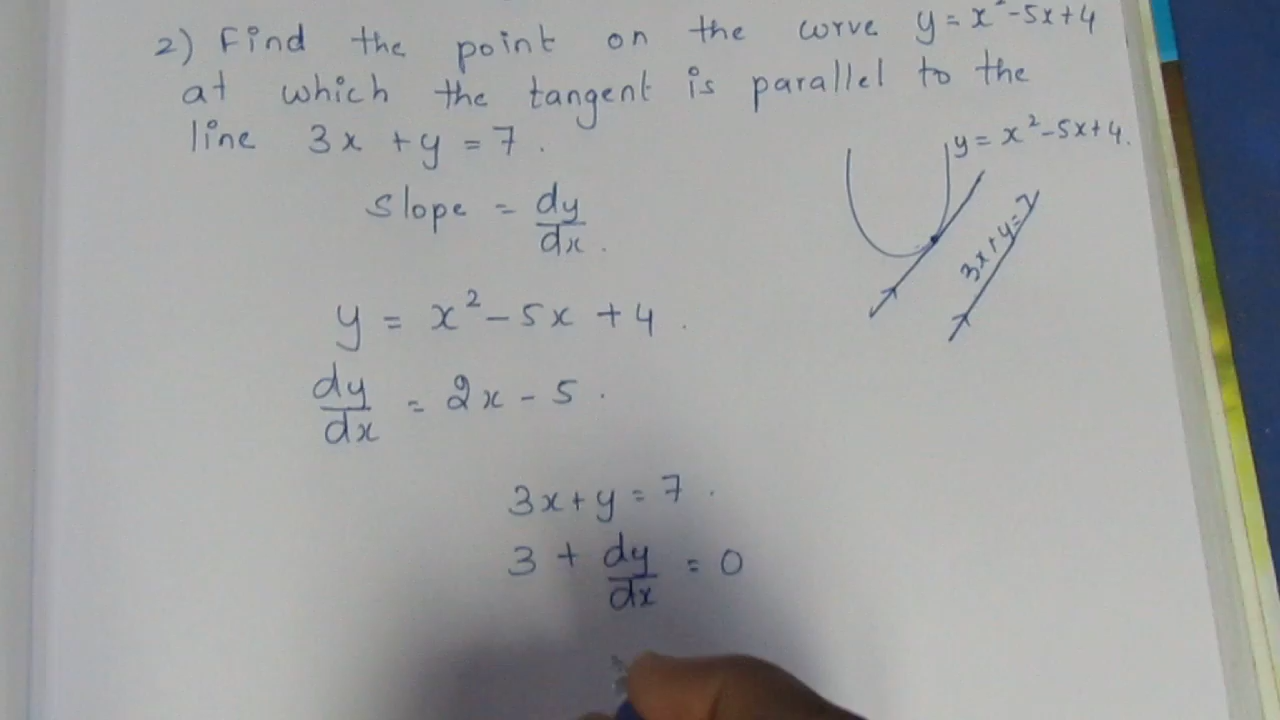 2) Find the point on the curve y = x² - 5x + 4
at which the tangent is parallel to the
line 3x + y = 7 .
y = x² - 5x + 4 .
3x + y = 7
slope = dy/dx .
y = x² - 5x + 4 .
dy/dx = 2x - 5 .
3x + y = 7 .
3 + dy/dx = 0